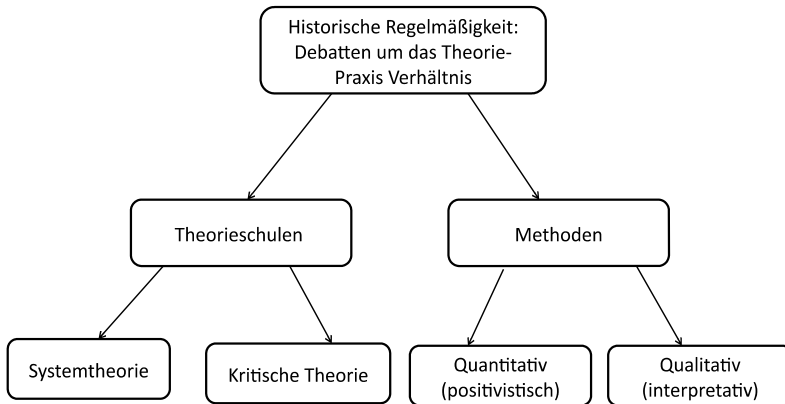 Historische Regelmäßigkeit:
Debatten um das Theorie-
Praxis Verhältnis
Theorieschulen
Methoden
Systemtheorie
Kritische Theorie
Quantitativ
(positivistisch)
Qualitativ
(interpretativ)